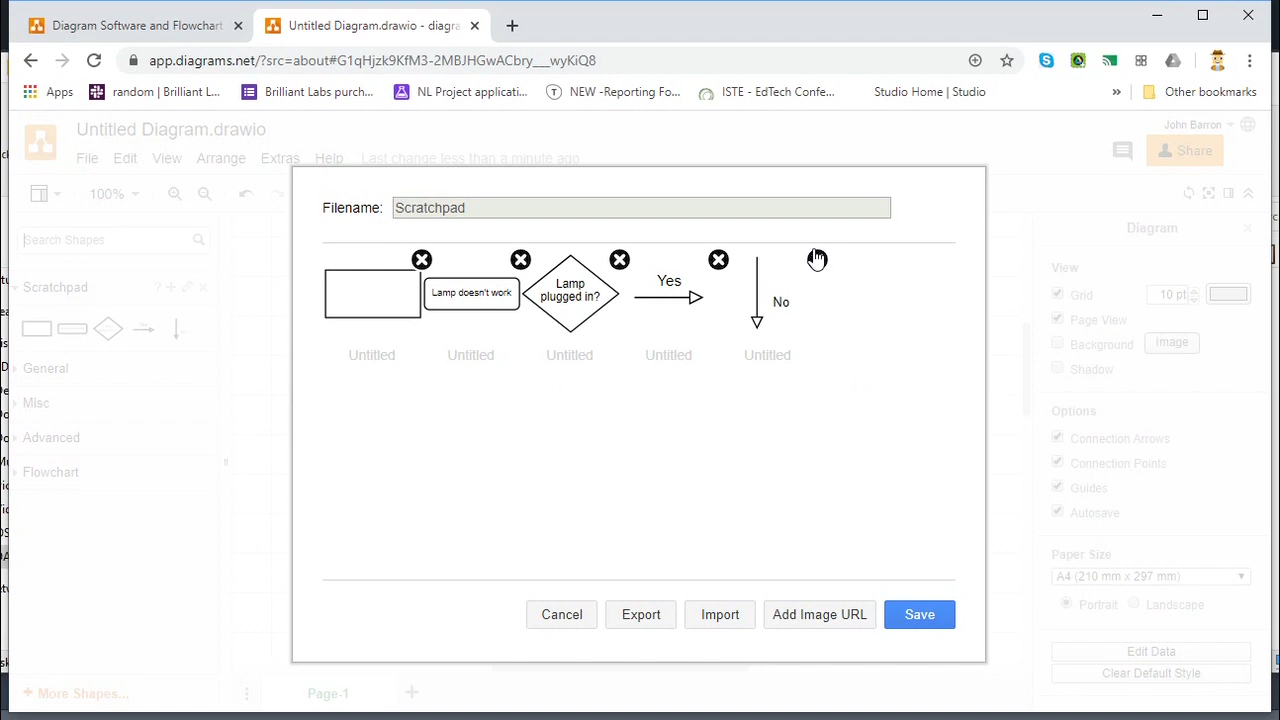 Diagram Software and Flowchart
Untitled Diagram.drawio - diagra
app.diagrams.net/?src=about#G1qHjzk9KfM3-2MBJHGwACbry___wyKiQ8
Apps
random | Brilliant L...
Brilliant Labs purch...
NL Project applicati...
NEW -Reporting Fo...
ISTE - EdTech Confe...
Studio Home | Studio
»
Other bookmarks
Untitled Diagram.drawio
John Barron
File
Edit
View
Arrange
Extras
Help
Last change less than a minute ago
Share
100%
Filename:
Scratchpad
Search Shapes
Diagram
Scratchpad
View
Lamp doesn't work
Lamp
plugged in?
Yes
No
Grid
10 pt
Page View
Untitled
Untitled
Untitled
Untitled
Untitled
Background
Image
Shadow
General
Misc
Advanced
Flowchart
Options
Connection Arrows
Connection Points
Guides
Autosave
Paper Size
A4 (210 mm x 297 mm)
Portrait
Landscape
Cancel
Export
Import
Add Image URL
Save
Edit Data
Clear Default Style
+ More Shapes...
Page-1